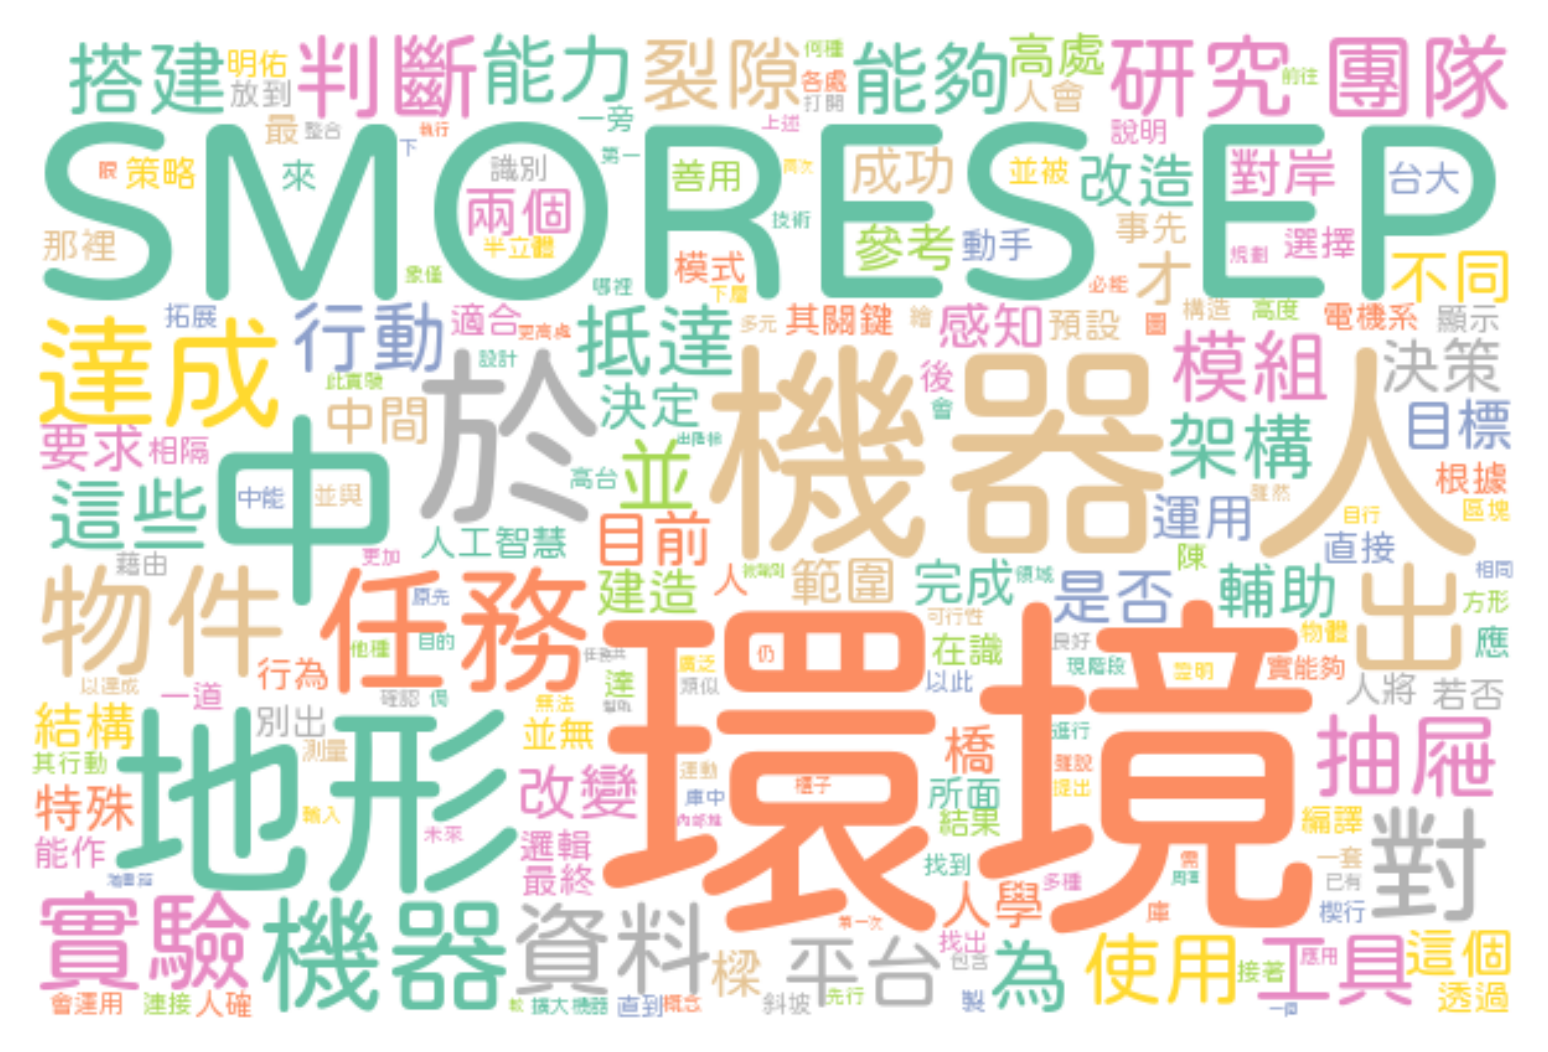 搭建 明佑 判斷 能力 裂隙 何種 能夠 高處 研究 團隊
放到 各處 打開 人會 前往
最 整合 執行 一旁 上述 說明
下 第一
SMORES EP
眼 策略 來 識別 善用 兩次 成功 並被 改造 對岸 台大
兩個 技術 事先
那裡 半立體 模式 參考 動手 規劃 選擇 不同
象僅 哪裡 下層 必能 才
拓展 行動 適合 更高處 抵達 多元 其關鍵 繪 感知 預設 圖 構造 高度 電機系 顯示
達成 設計 模組 決策
此實驗 中間 於 決定 機器人 後 會 架構 目標
要求 相隔 中 並 根據
這些 中能 並與 高台 運用 雖然 自行 區塊
藉由 更加 人工智慧 目前 直接
物件 任務 原先 建造 人 範圍 完成 領域 是否 陳 輔助 出 相同 方形
他種 目的 環境 仍 可行性 在識 良好 現階段 物體 證明 實能夠 應
以達成 一道 行為 確認 偶 達 廣泛 類似 以此 人將 若否
結構 地形 別出 無法 並無 橋 進行 抽屜
其行動 測量 運動 櫃子 雖說
特殊 輸入 改變 庫中 所面 提出
能作 未來 邏輯 結果 編譯 對
最終 找到 需 一套
多種 周遭 已有
實驗 機器 資料 第一次 人學 庫 楔行
樑 平台 找出 包含 為 使用 接著 工具 應用 這個
會運用 連接 人確 較 擴大 機器 直到 概念 斜坡 先行 製 一個 透過